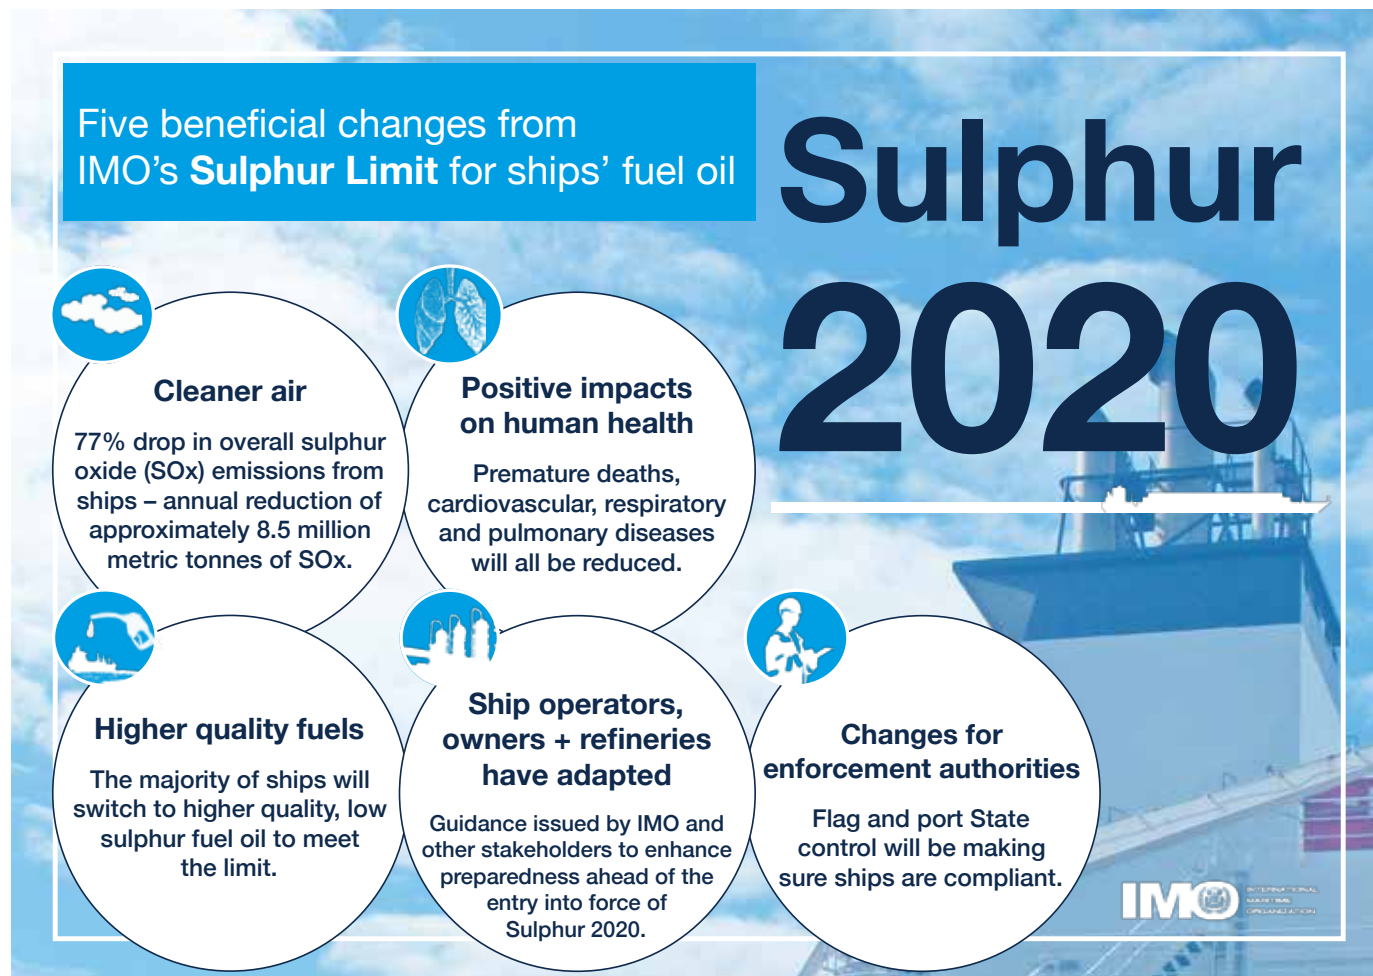 Five beneficial changes from
IMO's Sulphur Limit for ships' fuel oil
Sulphur
2020
Cleaner air
77% drop in overall sulphur
oxide (SOx) emissions from
ships – annual reduction of
approximately 8.5 million
metric tonnes of SOx.
Positive impacts
on human health
Premature deaths,
cardiovascular, respiratory
and pulmonary diseases
will all be reduced.
Higher quality fuels
The majority of ships will
switch to higher quality, low
sulphur fuel oil to meet
the limit.
Ship operators,
owners + refineries
have adapted
Guidance issued by IMO and
other stakeholders to enhance
preparedness ahead of the
entry into force of
Sulphur 2020.
Changes for
enforcement authorities
Flag and port State
control will be making
sure ships are compliant.
IMO
INTERNATIONAL
MARITIME
ORGANIZATION